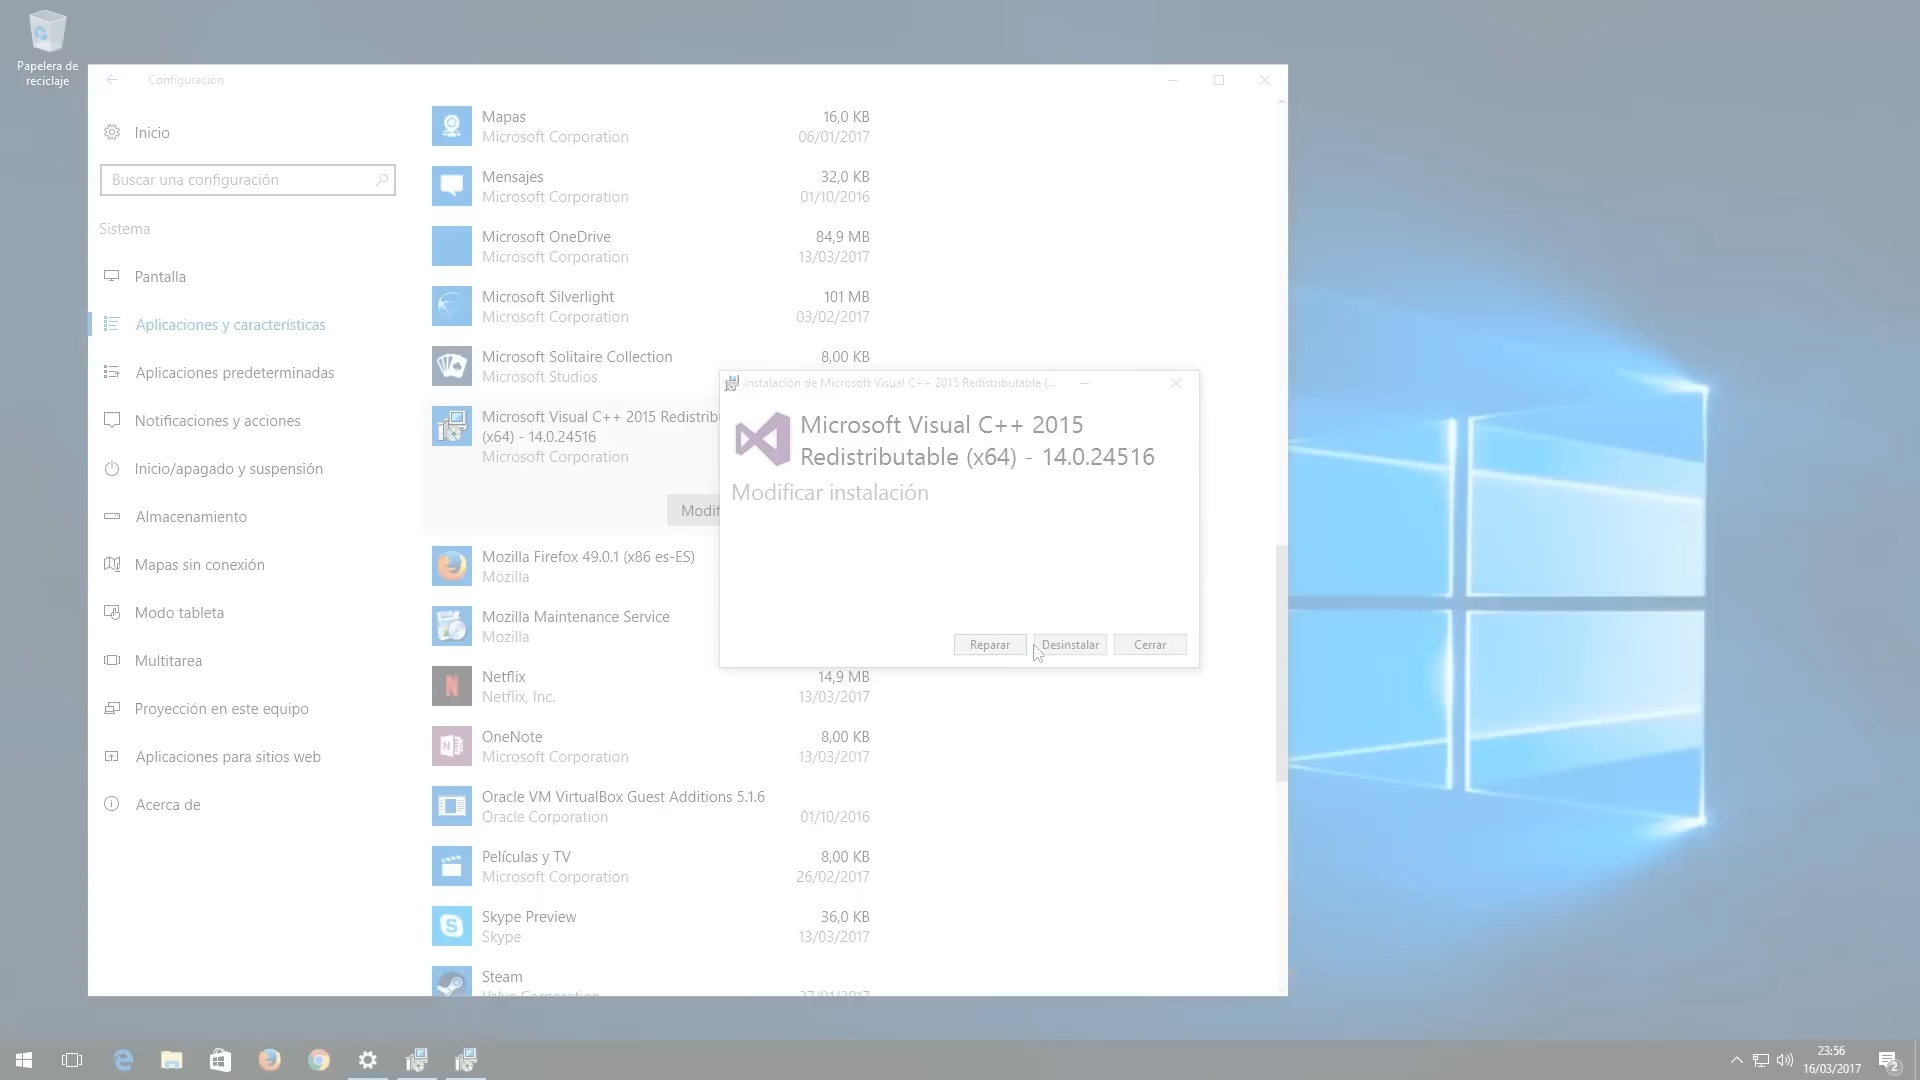 Papelera de
reciclaje
Configuración
Inicio
Buscar una configuración
Sistema
Pantalla
Aplicaciones y características
Aplicaciones predeterminadas
Notificaciones y acciones
Inicio/apagado y suspensión
Almacenamiento
Mapas sin conexión
Modo tableta
Multitarea
Proyección en este equipo
Aplicaciones para sitios web
Acerca de
Mapas 16,0 KB
Microsoft Corporation 06/01/2017
Mensajes 32,0 KB
Microsoft Corporation 01/10/2016
Microsoft OneDrive 84,9 MB
Microsoft Corporation 13/03/2017
Microsoft Silverlight 101 MB
Microsoft Corporation 03/02/2017
Microsoft Solitaire Collection 8,00 KB
Microsoft Studios
Microsoft Visual C++ 2015 Redistribu
(x64) - 14.0.24516
Microsoft Corporation
Modif
Mozilla Firefox 49.0.1 (x86 es-ES)
Mozilla
Mozilla Maintenance Service
Mozilla
Netflix 14,9 MB
Netflix, Inc. 13/03/2017
OneNote 8,00 KB
Microsoft Corporation 13/03/2017
Oracle VM VirtualBox Guest Additions 5.1.6
Oracle Corporation 01/10/2016
Películas y TV 8,00 KB
Microsoft Corporation 26/02/2017
Skype Preview 36,0 KB
Skype 13/03/2017
Steam
Valve Corporation 27/01/2017
Instalación de Microsoft Visual C++ 2015 Redistributable (...
Microsoft Visual C++ 2015
Redistributable (x64) - 14.0.24516
Modificar instalación
Reparar Desinstalar Cerrar
23:56
16/03/2017
2